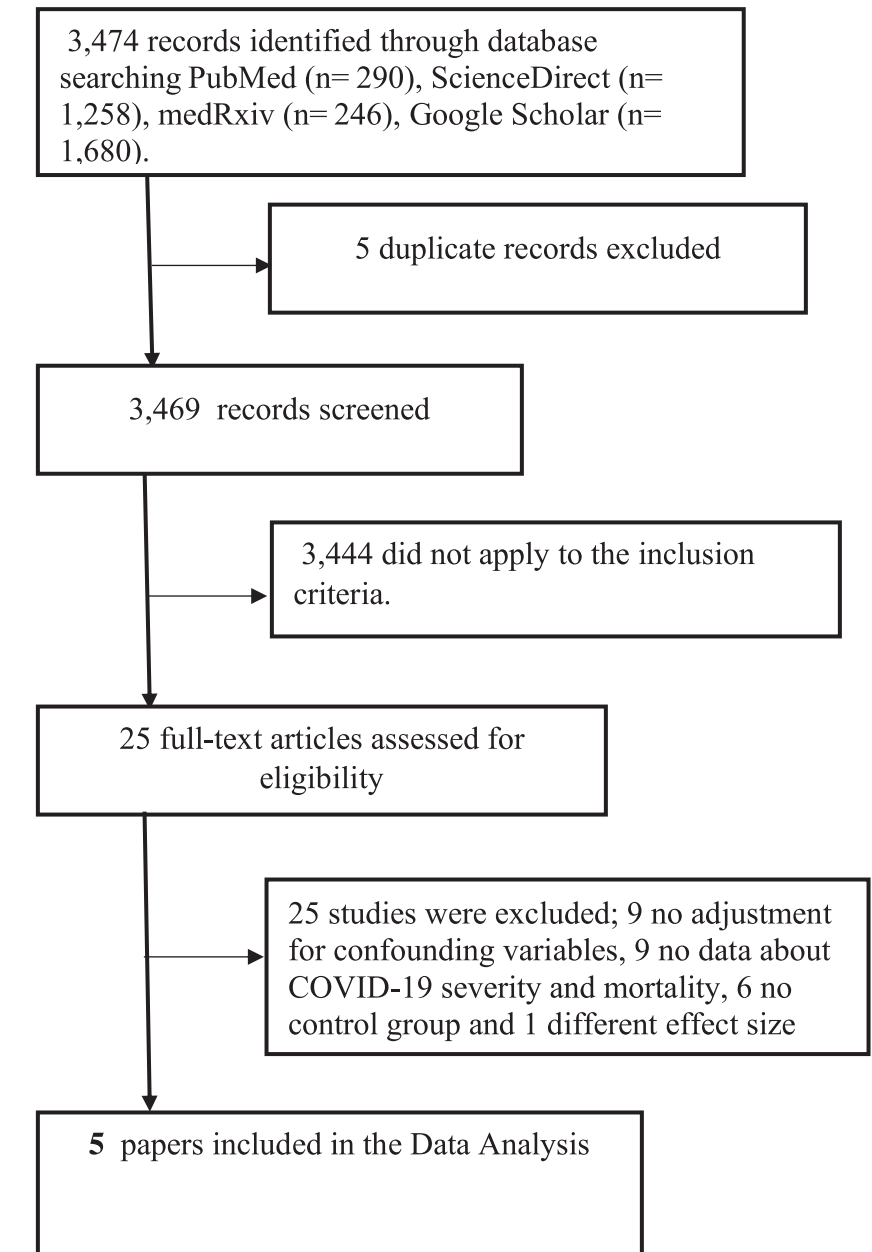 3,474 records identified through database
searching PubMed (n= 290), ScienceDirect (n=
1,258), medRxiv (n= 246), Google Scholar (n=
1,680).
5 duplicate records excluded
3,469 records screened
3,444 did not apply to the inclusion
criteria.
25 full-text articles assessed for
eligibility
25 studies were excluded; 9 no adjustment
for confounding variables, 9 no data about
COVID-19 severity and mortality, 6 no
control group and 1 different effect size
5 papers included in the Data Analysis